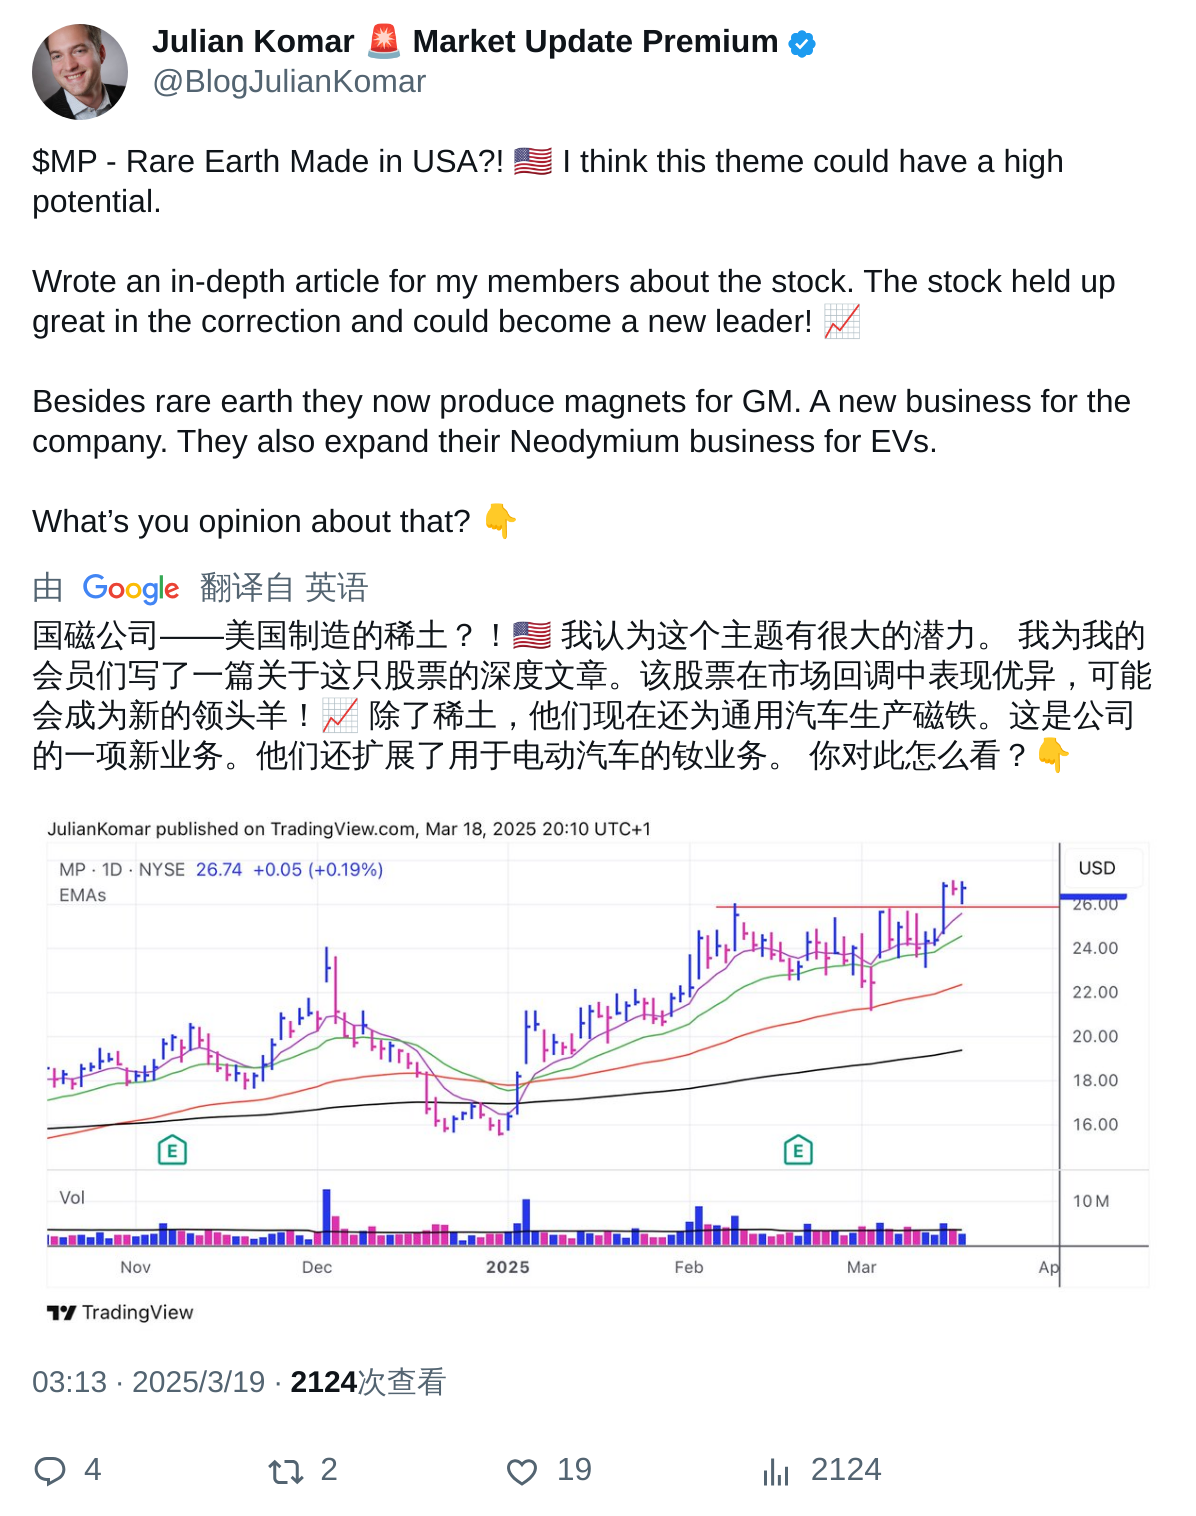 Julian Komar 🚨 Market Update Premium
@BlogJulianKomar
$MP - Rare Earth Made in USA?! 🇺🇸 I think this theme could have a high
potential.
Wrote an in-depth article for my members about the stock. The stock held up
great in the correction and could become a new leader! 📈
Besides rare earth they now produce magnets for GM. A new business for the
company. They also expand their Neodymium business for EVs.
What’s you opinion about that? 👇
由 Google 翻译自 英语
国磁公司——美国制造的稀土？！🇺🇸 我认为这个主题有很大的潜力。 我为我的
会员们写了一篇关于这只股票的深度文章。该股票在市场回调中表现优异，可能
会成为新的领头羊！📈 除了稀土，他们现在还为通用汽车生产磁铁。这是公司
的一项新业务。他们还扩展了用于电动汽车的钕业务。 你对此怎么看？👇
JulianKomar published on TradingView.com, Mar 18, 2025 20:10 UTC+1
MP · 1D · NYSE 26.74 +0.05 (+0.19%)
EMAs
USD
26.00
24.00
22.00
20.00
18.00
16.00
E
E
Vol
10 M
Nov Dec 2025 Feb Mar Ap
TradingView
03:13 · 2025/3/19 · 2124次查看
4 2 19 2124